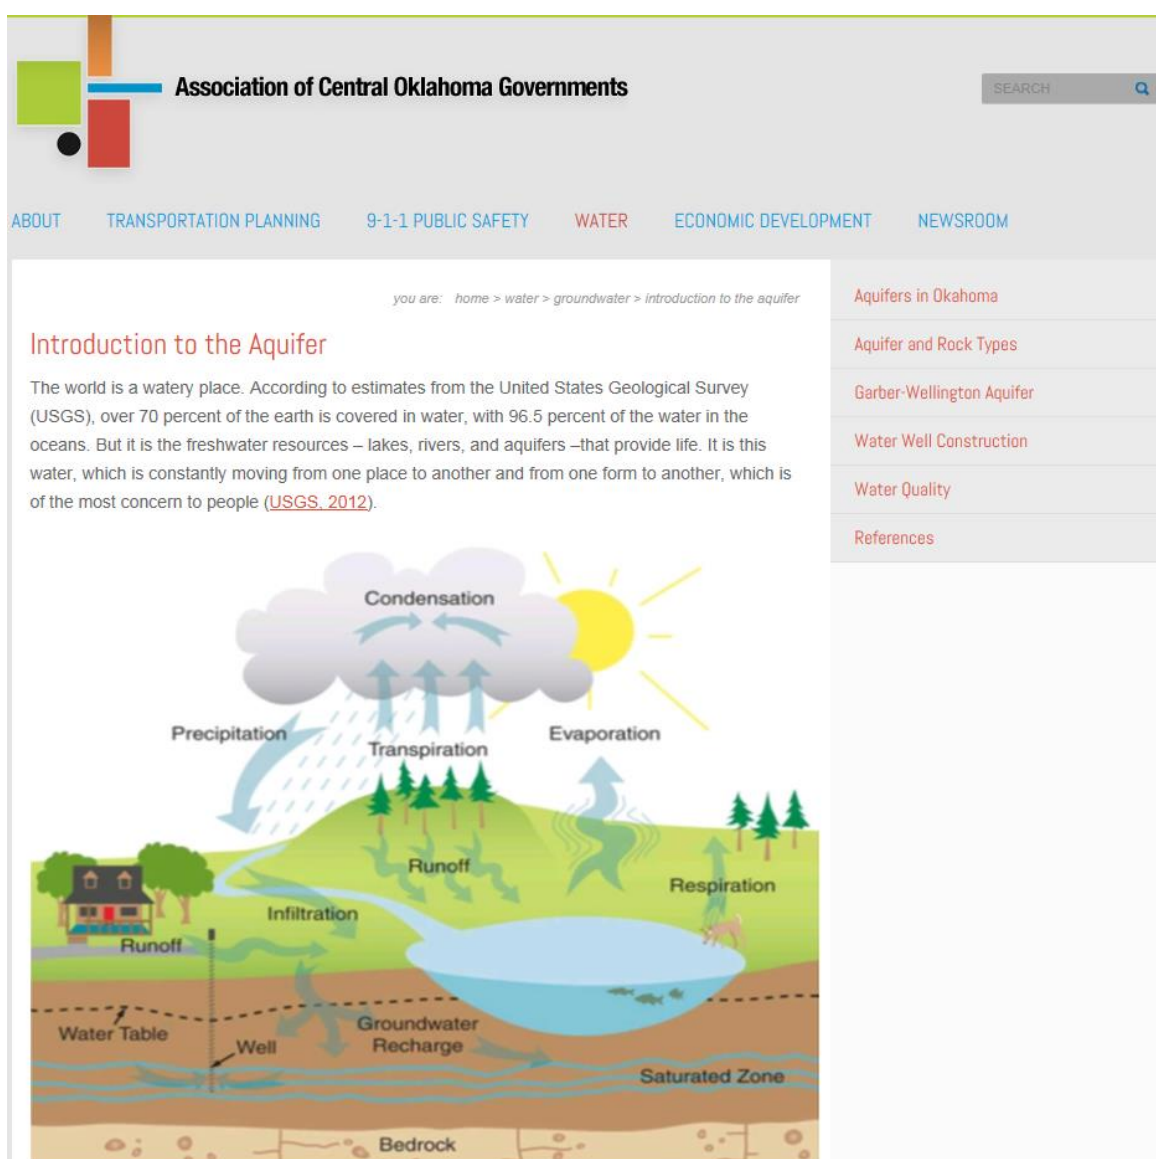 Association of Central Oklahoma Governments
SEARCH
ABOUT TRANSPORTATION PLANNING 9-1-1 PUBLIC SAFETY WATER ECONOMIC DEVELOPMENT NEWSROOM
you are: home > water > groundwater > introduction to the aquifer
Introduction to the Aquifer
The world is a watery place. According to estimates from the United States Geological Survey
(USGS), over 70 percent of the earth is covered in water, with 96.5 percent of the water in the
oceans. But it is the freshwater resources – lakes, rivers, and aquifers –that provide life. It is this
water, which is constantly moving from one place to another and from one form to another, which is
of the most concern to people (USGS, 2012).
Aquifers in Okahoma
Aquifer and Rock Types
Garber-Wellington Aquifer
Water Well Construction
Water Quality
References
Condensation
Precipitation
Transpiration
Evaporation
Runoff
Respiration
Infiltration
Runoff
Water Table
Well
Groundwater
Recharge
Saturated Zone
Bedrock